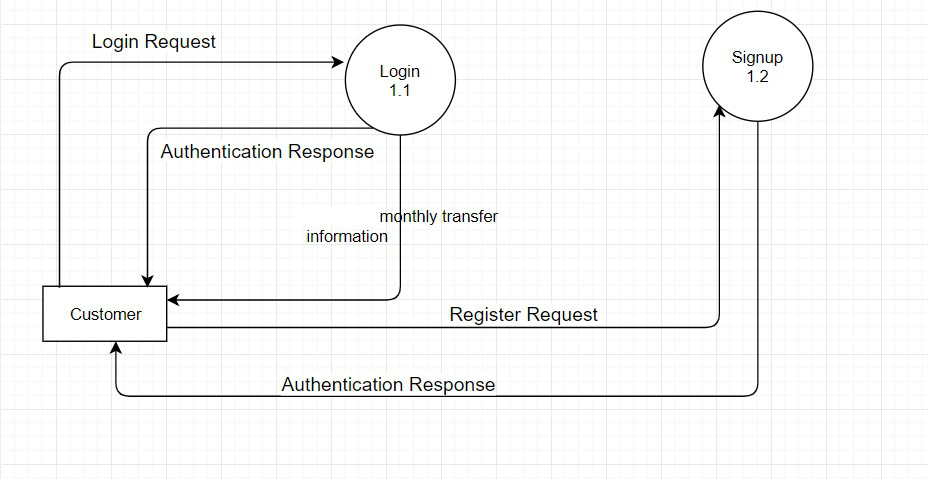 Login Request
Login
1.1
Signup
1.2
Authentication Response
monthly transfer
information
Customer
Register Request
Authentication Response